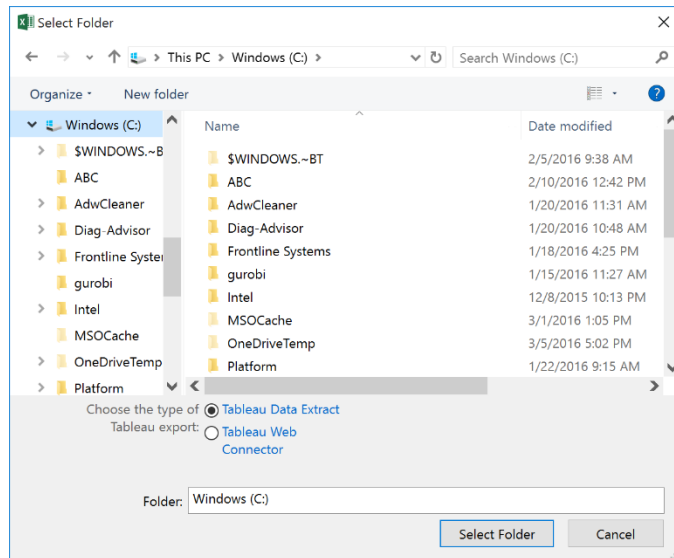 Select Folder
This PC > Windows (C:) >
Search Windows (C:)
Organize
New folder
Windows (C:)
$WINDOWS.~B
ABC
AdwCleaner
Diag-Advisor
Frontline System
gurobi
Intel
MSOCache
OneDriveTemp
Platform
Name Date modified
$WINDOWS.~BT 2/5/2016 9:38 AM
ABC 2/10/2016 12:42 PM
AdwCleaner 1/20/2016 11:31 AM
Diag-Advisor 1/20/2016 10:48 AM
Frontline Systems 1/18/2016 4:25 PM
gurobi 1/15/2016 11:27 AM
Intel 12/8/2015 10:13 PM
MSOCache 3/1/2016 1:05 PM
OneDriveTemp 3/5/2016 5:02 PM
Platform 1/22/2016 9:15 AM
Choose the type of
Tableau export:
Tableau Data Extract
Tableau Web
Connector
Folder: Windows (C:)
Select Folder Cancel